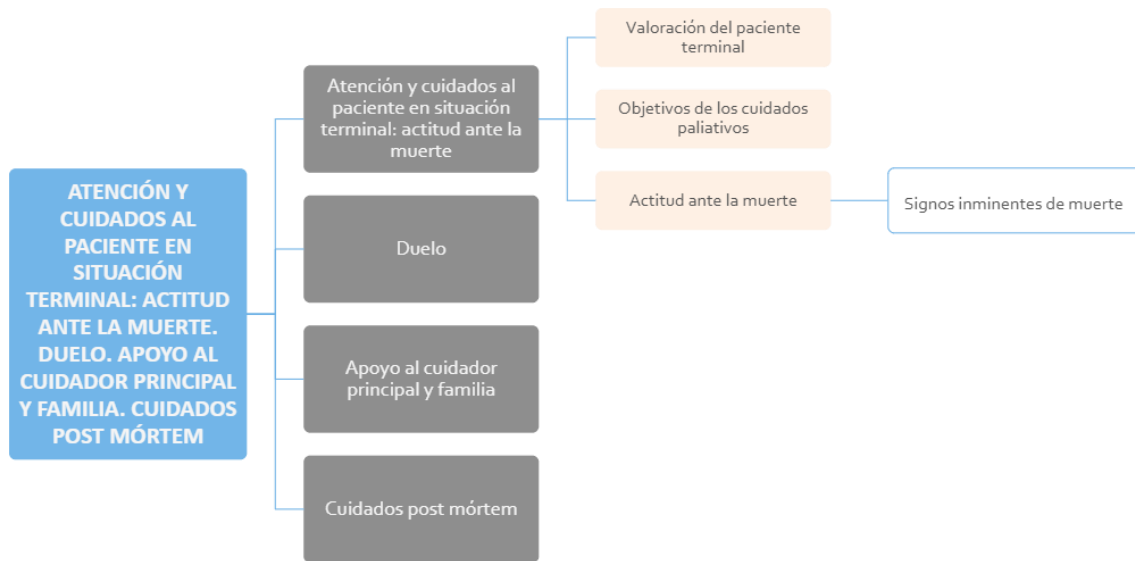 ATENCIÓN Y
CUIDADOS AL
PACIENTE EN
SITUACIÓN
TERMINAL: ACTITUD
ANTE LA MUERTE.
DUELO. APOYO AL
CUIDADOR PRINCIPAL
Y FAMILIA. CUIDADOS
POST MÓRTEM
Atención y cuidados al
paciente en situación
terminal: actitud ante la
muerte
Valoración del paciente
terminal
Objetivos de los cuidados
paliativos
Actitud ante la muerte
Signos inminentes de muerte
Duelo
Apoyo al cuidador
principal y familia
Cuidados post mórtem